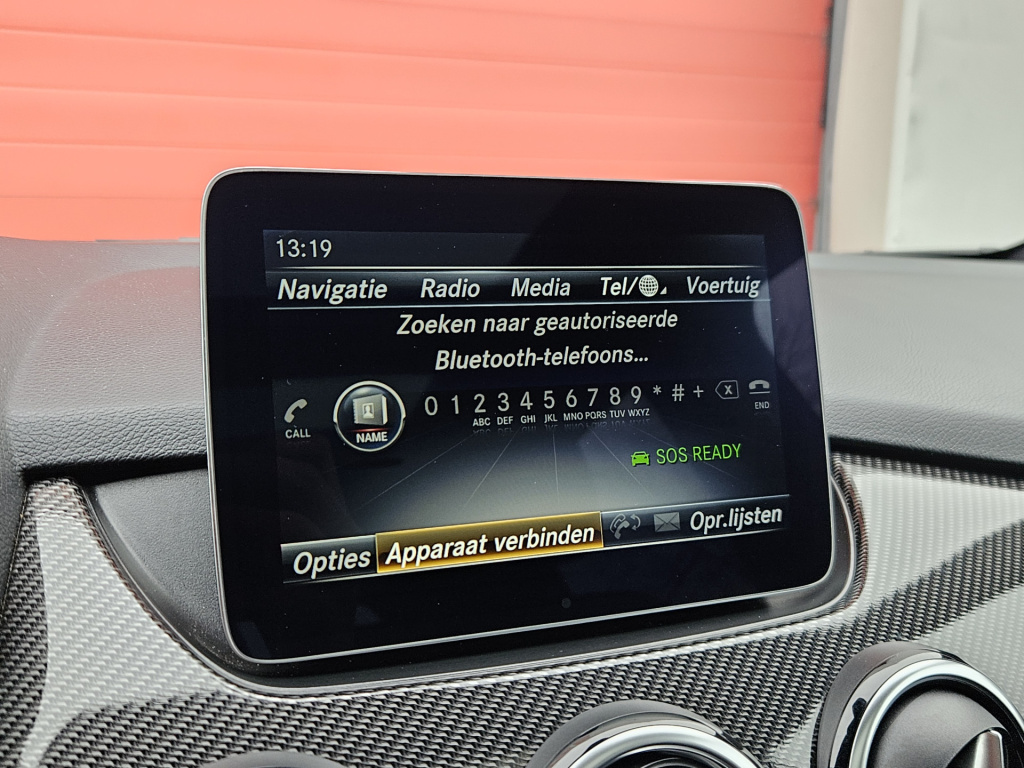 13:19
Navigatie Radio Media Tel/ Voertuig
Zoeken naar geautoriseerde
Bluetooth-telefoons...
0 1 2 3 4 5 6 7 8 9 * # + X
ABC DEF GHI JKL MNO PQRS TUV WXYZ
CALL NAME END
SOS READY
Opties Apparaat verbinden Opr.lijsten